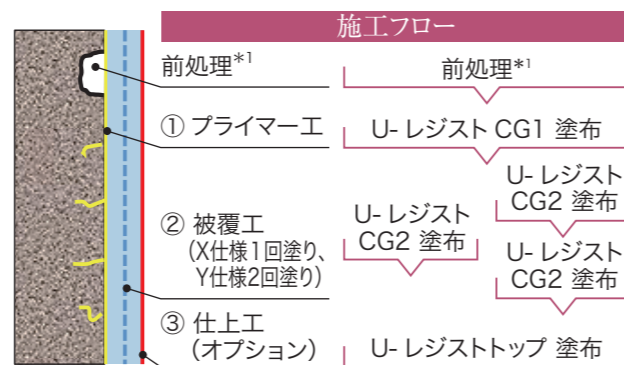 施工フロー
前処理*1
前処理*1
① プライマー工
U-レジスト CG1 塗布
② 被覆工
(X仕様1回塗り、
Y仕様2回塗り)
U-レジスト
CG2 塗布
U-レジスト
CG2 塗布
U-レジスト
CG2 塗布
③ 仕上工
(オプション)
U-レジストトップ 塗布